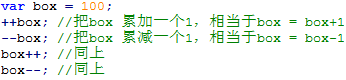 var box = 100;
++box; //把box 累加一个1，相当于box = box+1
--box; //把box 累减一个1，相当于box = box-1
box++; //同上
box--; //同上